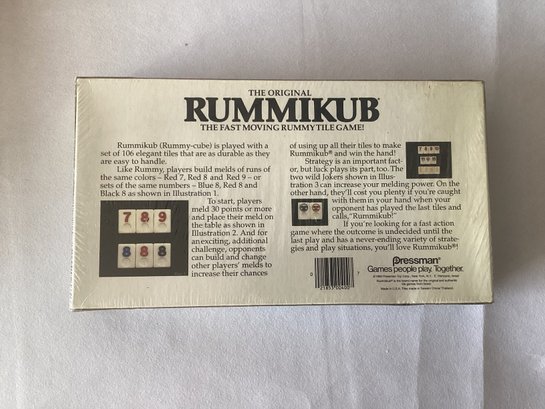 THE ORIGINAL
RUMMIKUB®
THE FAST MOVING RUMMY TILE GAME!
Rummikub (Rummy-cube) is played with a
set of 106 elegant tiles that are as durable as they
are easy to handle.
Like Rummy, players build melds of runs
of the same colors – Red 7, Red 8 and Red 9 – or
sets of the same numbers – Blue 8, Red 8 and
Black 8 as shown in Illustration 1.
To start, players
meld 30 points or more
and place their meld on
the table as shown in
Illustration 2. And for
an exciting, additional
challenge, opponents
can build and change
other players' melds to
increase their chances
7 8 9
8 8 8
of using up all their tiles to make
Rummikub® and win the hand!
Strategy is an important fact-
or, but luck plays its part, too. The
two wild Jokers shown in Illus-
tration 3 can increase your melding power. On the
other hand, they'll cost you plenty if you're caught
with them in your hand when your
opponent has played the last tiles and
calls, "Rummikub!"
If you're looking for a fast action
game where the outcome is undecided until the
last play and has a never-ending variety of strate-
gies and play situations, you'll love Rummikub®!
0 21853 00400 7
Pressman®
Games people play. Together.